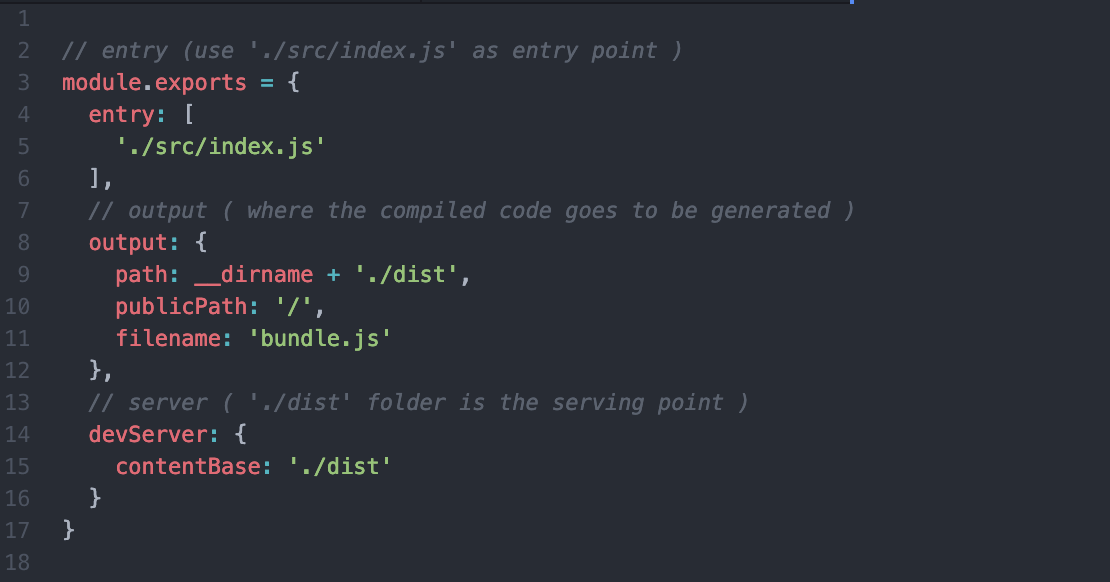 1
2 // entry (use './src/index.js' as entry point )
3 module.exports = {
4   entry: [
5     './src/index.js'
6   ],
7   // output ( where the compiled code goes to be generated )
8   output: {
9     path: __dirname + './dist',
10     publicPath: '/',
11     filename: 'bundle.js'
12   },
13   // server ( './dist' folder is the serving point )
14   devServer: {
15     contentBase: './dist'
16   }
17 }
18